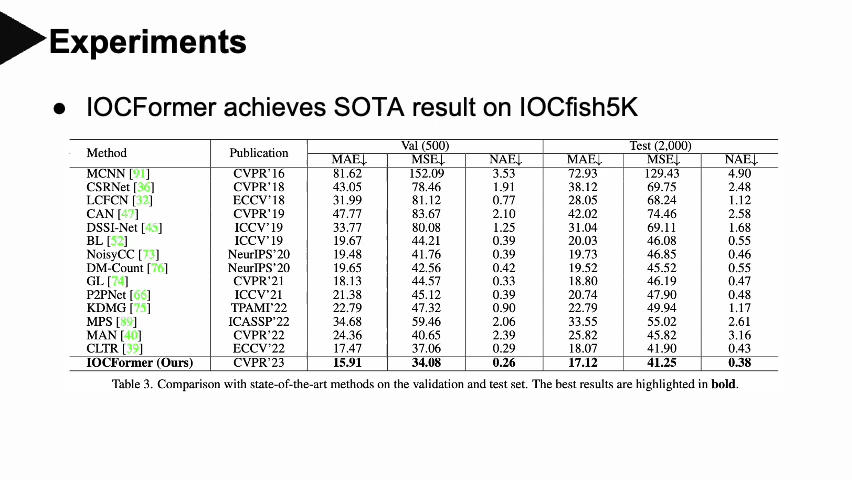 Experiments
● IOCFormer achieves SOTA result on IOCfish5K
Method Publication Val (500) Test (2,000)
MAE↓ MSE↓ NAE↓ MAE↓ MSE↓ NAE↓
MCNN [91] CVPR'16 81.62 152.09 3.53 72.93 129.43 4.90
CSRNet [36] CVPR'18 43.05 78.46 1.91 38.12 69.75 2.48
LCFCN [32] ECCV'18 31.99 81.12 0.77 28.05 68.24 1.12
CAN [47] CVPR'19 47.77 83.67 2.10 42.02 74.46 2.58
DSSI-Net [45] ICCV'19 33.77 80.08 1.25 31.04 69.11 1.68
BL [52] ICCV'19 19.67 44.21 0.39 20.03 46.08 0.55
NoisyCC [73] NeurIPS'20 19.48 41.76 0.39 19.73 46.85 0.46
DM-Count [76] NeurIPS'20 19.65 42.56 0.42 19.52 45.52 0.55
GL [74] CVPR'21 18.13 44.57 0.33 18.80 46.19 0.47
P2PNet [66] ICCV'21 21.38 45.12 0.39 20.74 47.90 0.48
KDMG [75] TPAMI'22 22.79 47.32 0.90 22.79 49.94 1.17
MPS [89] ICASSP'22 34.68 59.46 2.06 33.55 55.02 2.61
MAN [40] CVPR'22 24.36 40.65 2.39 25.82 45.82 3.16
CLTR [39] ECCV'22 17.47 37.06 0.29 18.07 41.90 0.43
IOCFormer (Ours) CVPR'23 15.91 34.08 0.26 17.12 41.25 0.38
Table 3. Comparison with state-of-the-art methods on the validation and test set. The best results are highlighted in bold.